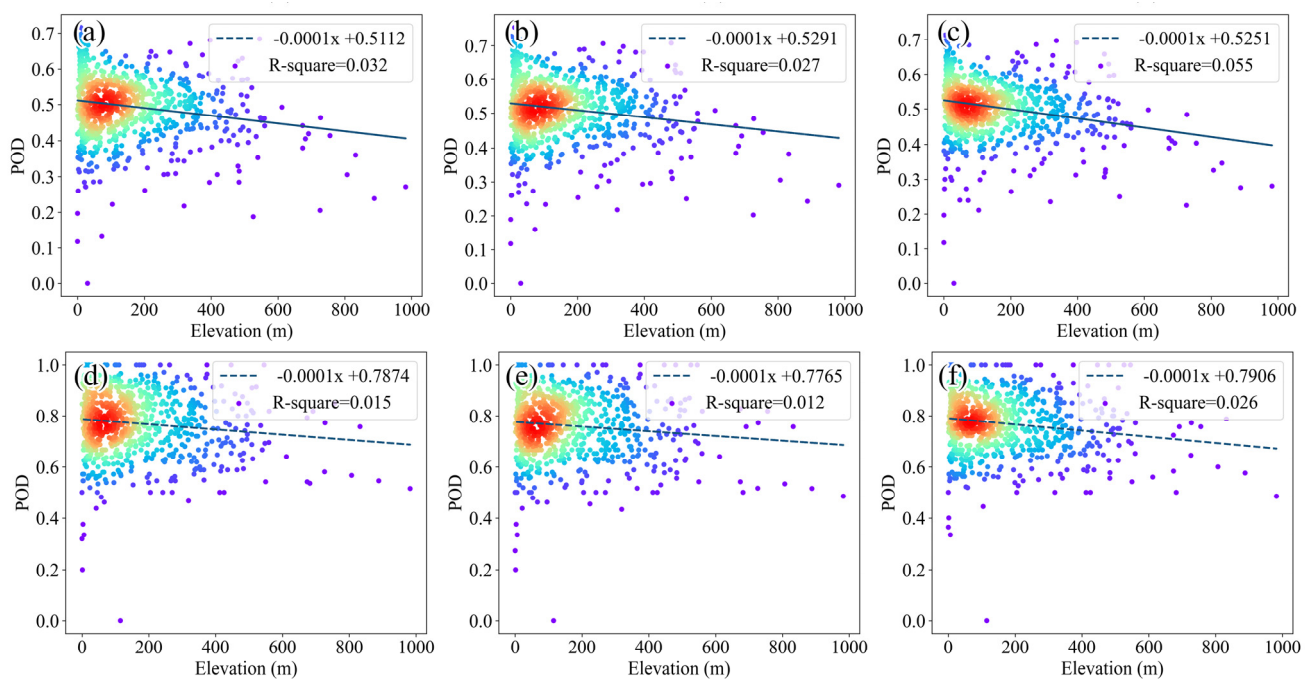 (a)
-0.0001x +0.5112
R-square=0.032
0.7
0.6
0.5
0.4
0.3
0.2
0.1
0.0
POD
0 200 400 600 800 1000
Elevation (m)
(b)
-0.0001x +0.5291
R-square=0.027
0.7
0.6
0.5
0.4
0.3
0.2
0.1
0.0
POD
0 200 400 600 800 1000
Elevation (m)
(c)
-0.0001x +0.5251
R-square=0.055
0.7
0.6
0.5
0.4
0.3
0.2
0.1
0.0
POD
0 200 400 600 800 1000
Elevation (m)
(d)
-0.0001x +0.7874
R-square=0.015
1.0
0.8
0.6
0.4
0.2
0.0
POD
0 200 400 600 800 1000
Elevation (m)
(e)
-0.0001x +0.7765
R-square=0.012
1.0
0.8
0.6
0.4
0.2
0.0
POD
0 200 400 600 800 1000
Elevation (m)
(f)
-0.0001x +0.7906
R-square=0.026
1.0
0.8
0.6
0.4
0.2
0.0
POD
0 200 400 600 800 1000
Elevation (m)